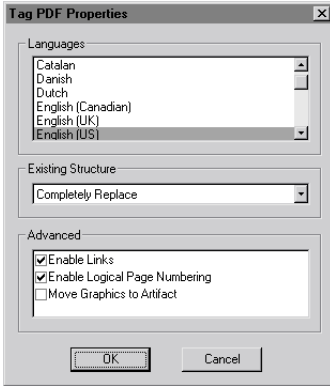 Tag PDF Properties
Languages
Catalan
Danish
Dutch
English (Canadian)
English (UK)
English (US)
Existing Structure
Completely Replace
Advanced
Enable Links
Enable Logical Page Numbering
Move Graphics to Artifact
OK Cancel